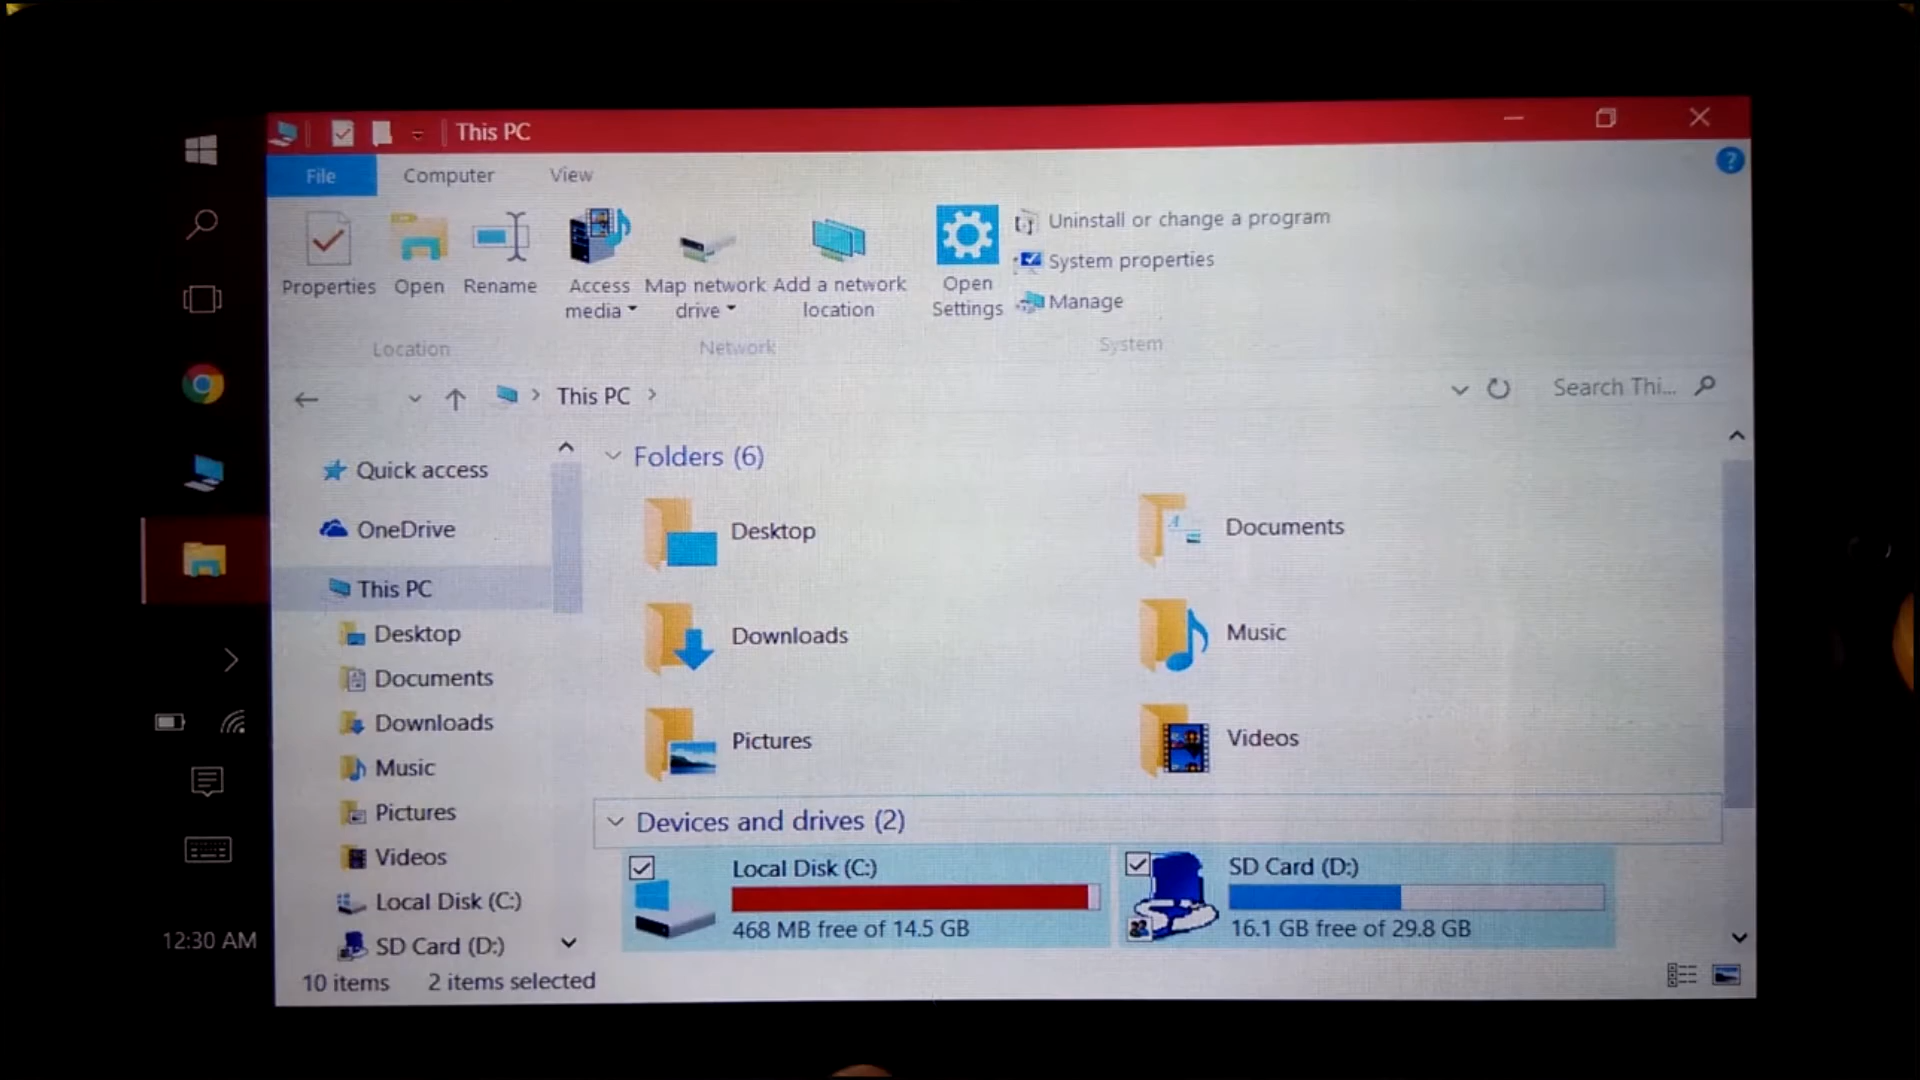 This PC
File Computer View
Properties Open Rename Access media Map network drive Add a network location Open Settings
Uninstall or change a program
System properties
Manage
Location Network System
This PC
Search Thi...
Quick access
OneDrive
This PC
Desktop
Documents
Downloads
Music
Pictures
Videos
Local Disk (C:)
SD Card (D:)
Folders (6)
Desktop
Documents
Downloads
Music
Pictures
Videos
Devices and drives (2)
Local Disk (C:)
468 MB free of 14.5 GB
SD Card (D:)
16.1 GB free of 29.8 GB
12:30 AM
10 items 2 items selected